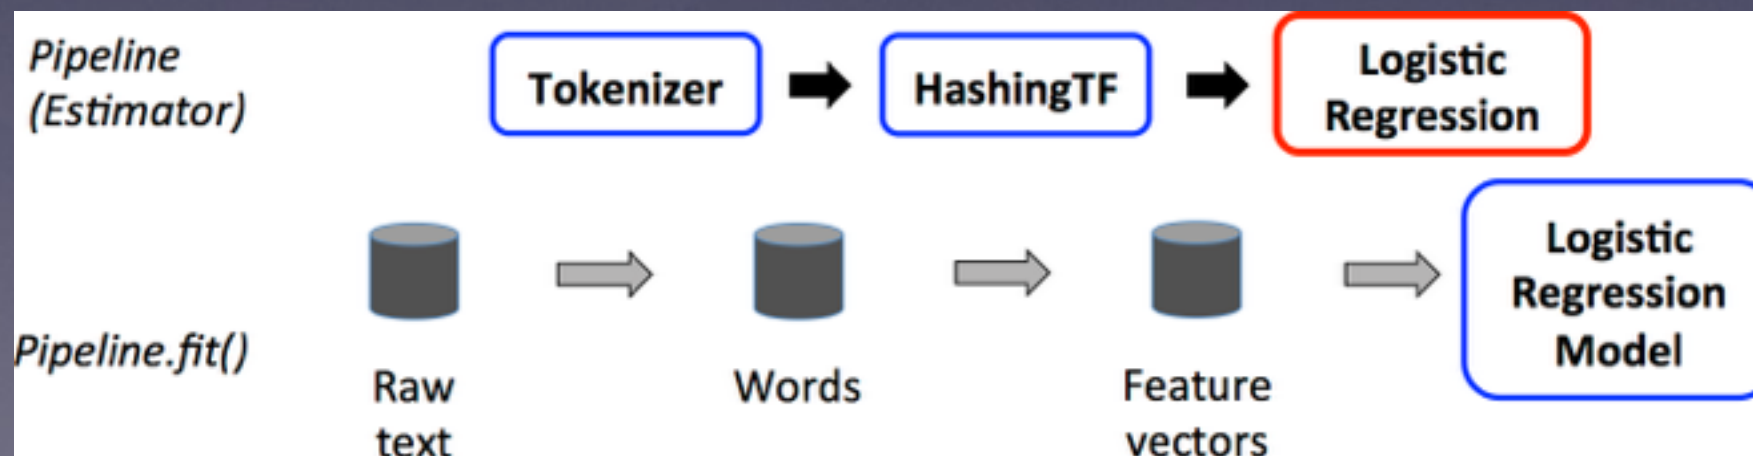 Pipeline
(Estimator)
Tokenizer
HashingTF
Logistic
Regression
Pipeline.fit()
Raw
text
Words
Feature
vectors
Logistic
Regression
Model